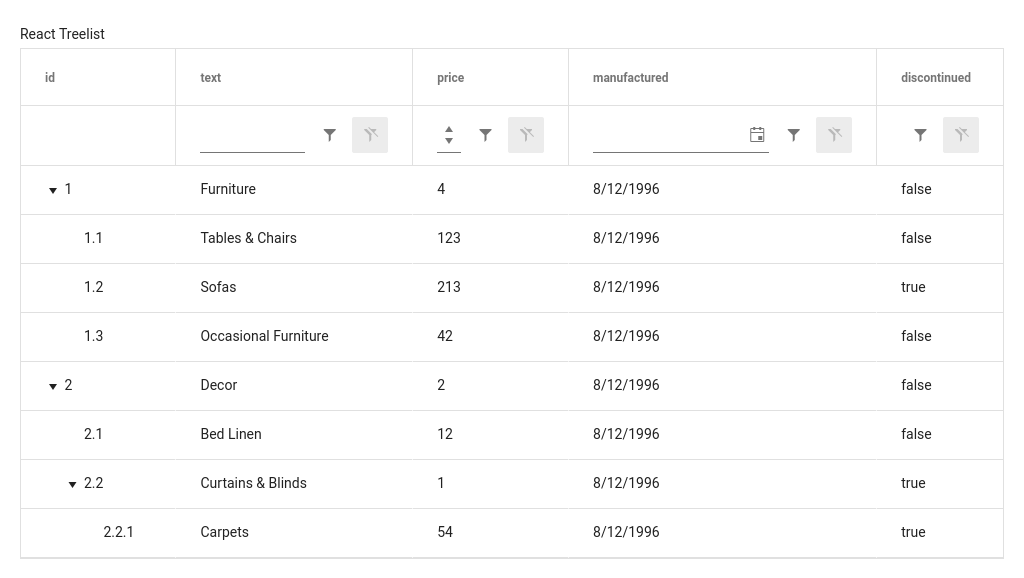 React Treelist
id text price manufactured discontinued
1 Furniture 4 8/12/1996 false
1.1 Tables & Chairs 123 8/12/1996 false
1.2 Sofas 213 8/12/1996 true
1.3 Occasional Furniture 42 8/12/1996 false
2 Decor 2 8/12/1996 false
2.1 Bed Linen 12 8/12/1996 false
2.2 Curtains & Blinds 1 8/12/1996 true
2.2.1 Carpets 54 8/12/1996 true